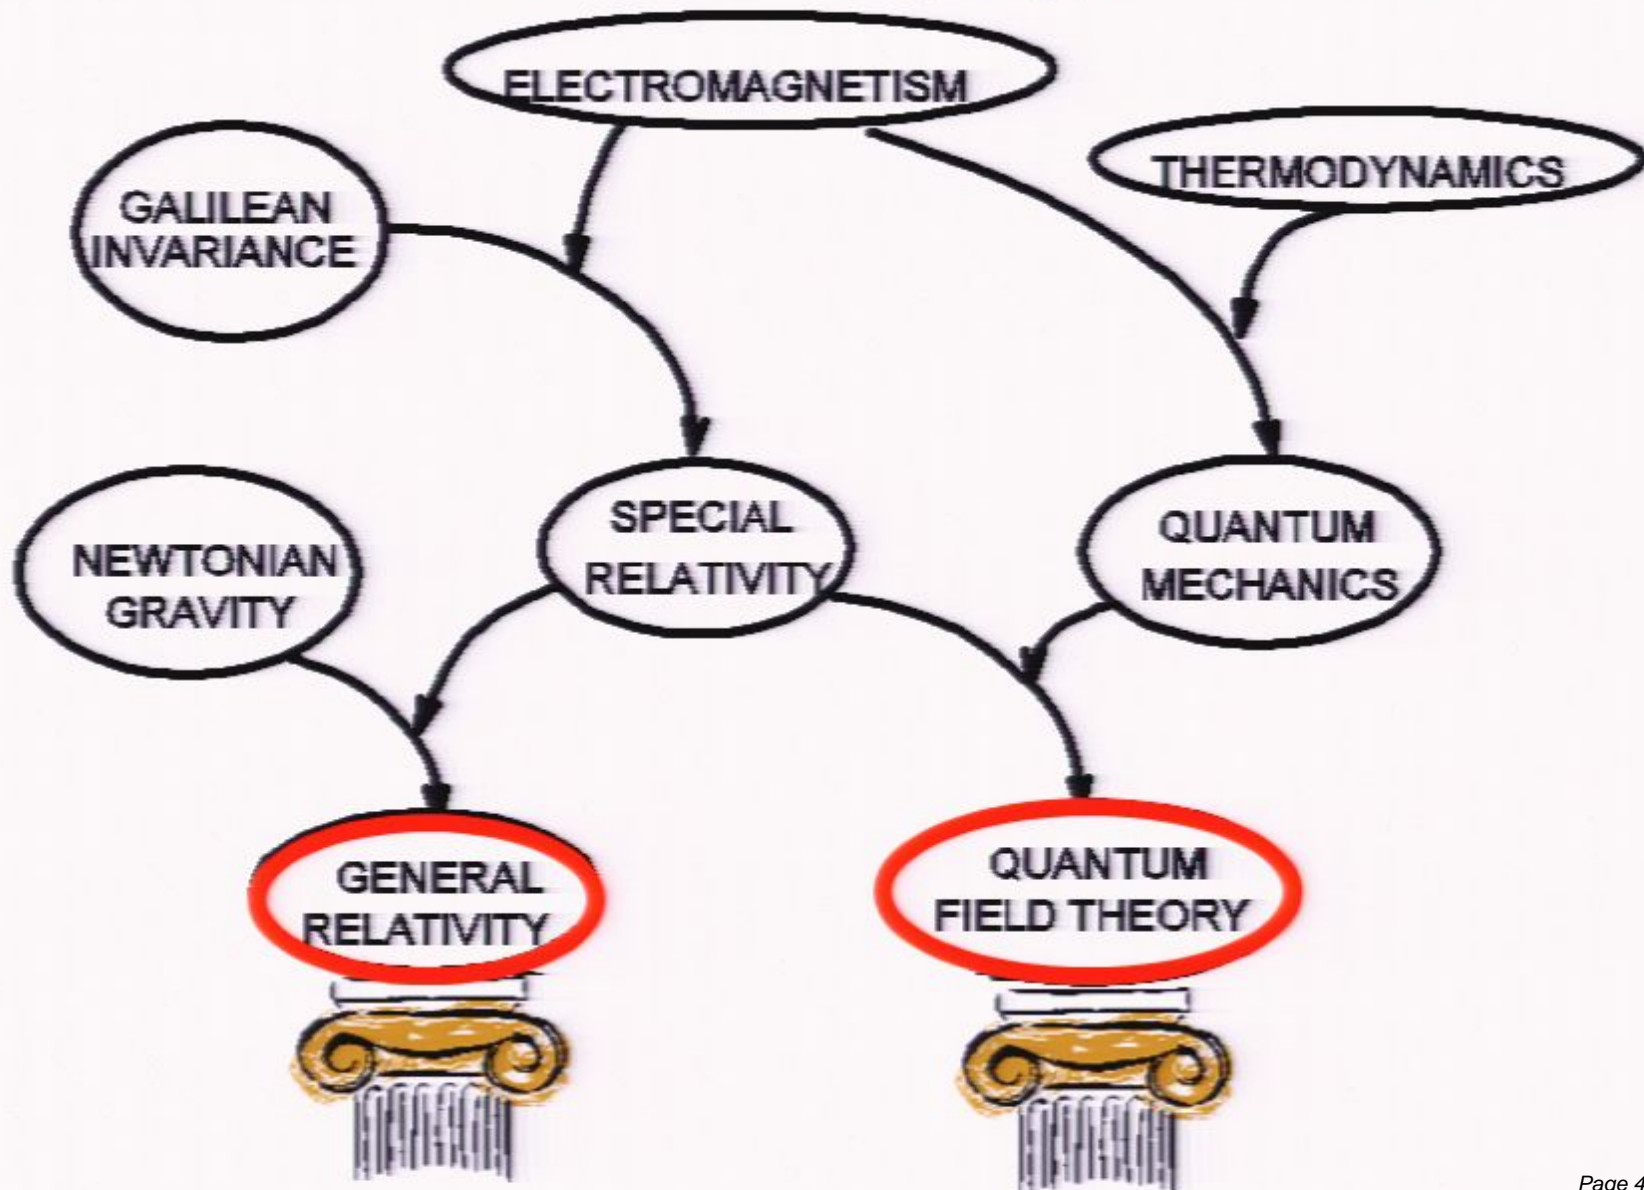 ELECTROMAGNETISM
THERMODYNAMICS
GALILEAN
INVARIANCE
NEWTONIAN
GRAVITY
SPECIAL
RELATIVITY
QUANTUM
MECHANICS
GENERAL
RELATIVITY
QUANTUM
FIELD THEORY
Page 4